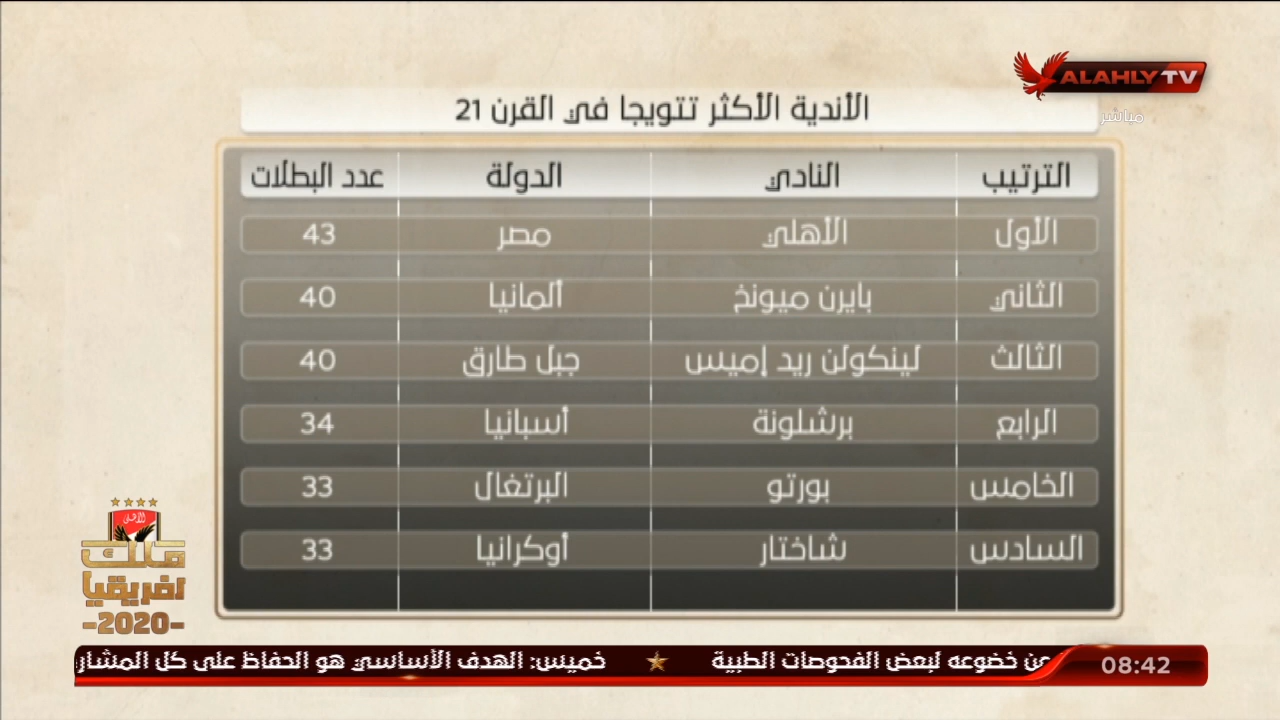 ALAHLY TV
مباشر
الأندية الأكثر تتويجا في القرن 21
الترتيب النادي الدولة عدد البطلات
الأول الأهلي مصر 43
الثاني بايرن ميونخ ألمانيا 40
الثالث لينكولن ريد إميس جبل طارق 40
الرابع برشلونة أسبانيا 34
الخامس بورتو البرتغال 33
السادس شاختار أوكرانيا 33
الأهلي
ملك
افريقيا
-2020-
عن خضوعه لبعض الفحوصات الطبية ★ خميس: الهدف الأساسي هو الحفاظ على كل المشار
08:42